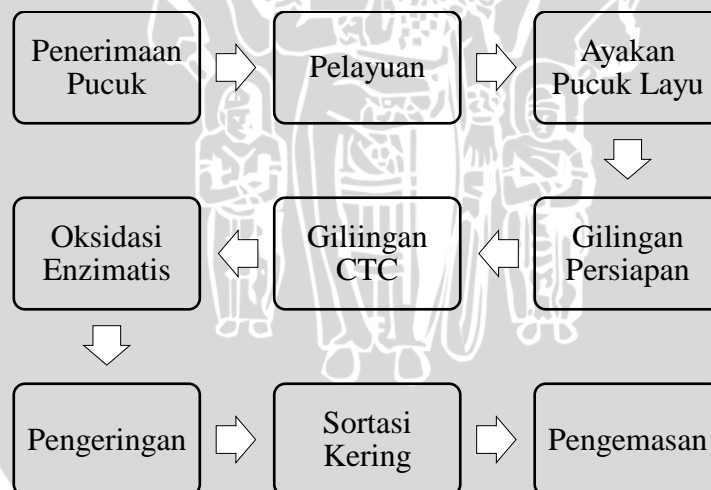 Penerimaan
Pucuk
Pelayuan
Ayakan
Pucuk Layu
Gilingan
Persiapan
Giliingan
CTC
Oksidasi
Enzimatis
Pengeringan
Sortasi
Kering
Pengemasan